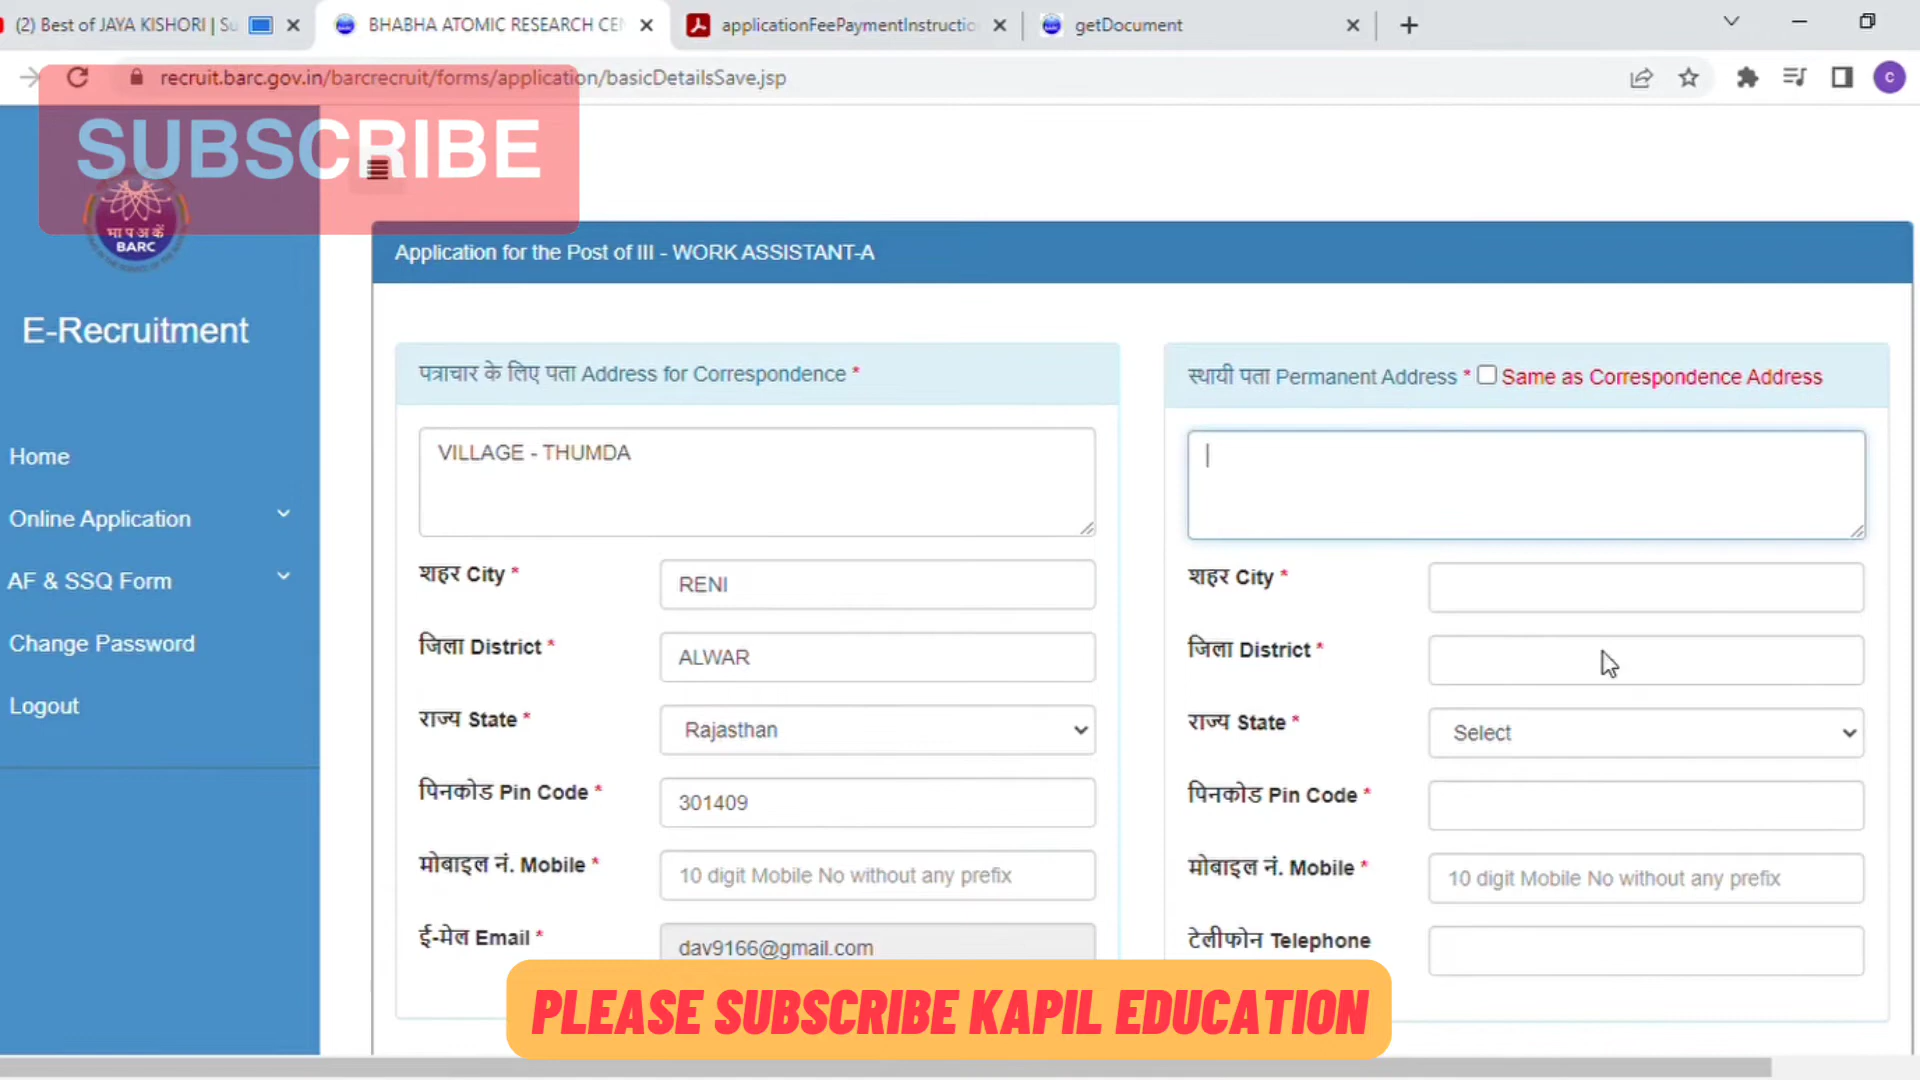 (2) Best of JAYA KISHORI | Su
BHABHA ATOMIC RESEARCH CEN
applicationFeePaymentInstructio
getDocument
recruit.barc.gov.in/barcrecruit/forms/application/basicDetailsSave.jsp
C
SUBSCRIBE
भा प अ कें
BARC
E-Recruitment
Home
Online Application
AF & SSQ Form
Change Password
Logout
Application for the Post of III - WORK ASSISTANT-A
पत्राचार के लिए पता Address for Correspondence *
VILLAGE - THUMDA
शहर City * RENI
जिला District * ALWAR
राज्य State * Rajasthan
पिनकोड Pin Code * 301409
मोबाइल नं. Mobile * 10 digit Mobile No without any prefix
ई-मेल Email * dav9166@gmail.com
स्थायी पता Permanent Address * Same as Correspondence Address
शहर City *
जिला District *
राज्य State * Select
पिनकोड Pin Code *
मोबाइल नं. Mobile * 10 digit Mobile No without any prefix
टेलीफोन Telephone
PLEASE SUBSCRIBE KAPIL EDUCATION